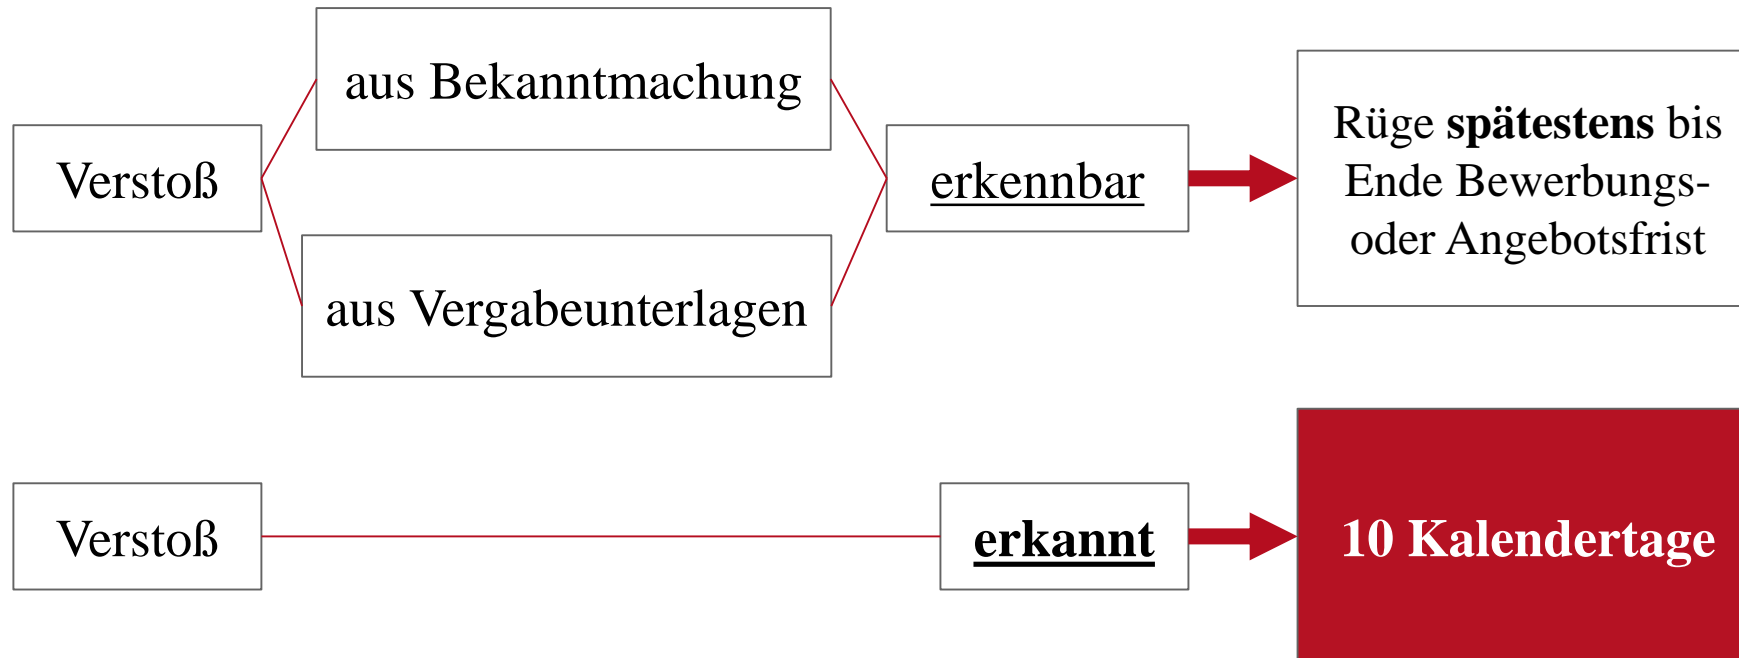 Verstoß
aus Bekanntmachung
aus Vergabeunterlagen
erkennbar
Rüge spätestens bis
Ende Bewerbungs-
oder Angebotsfrist
Verstoß
erkannt
10 Kalendertage